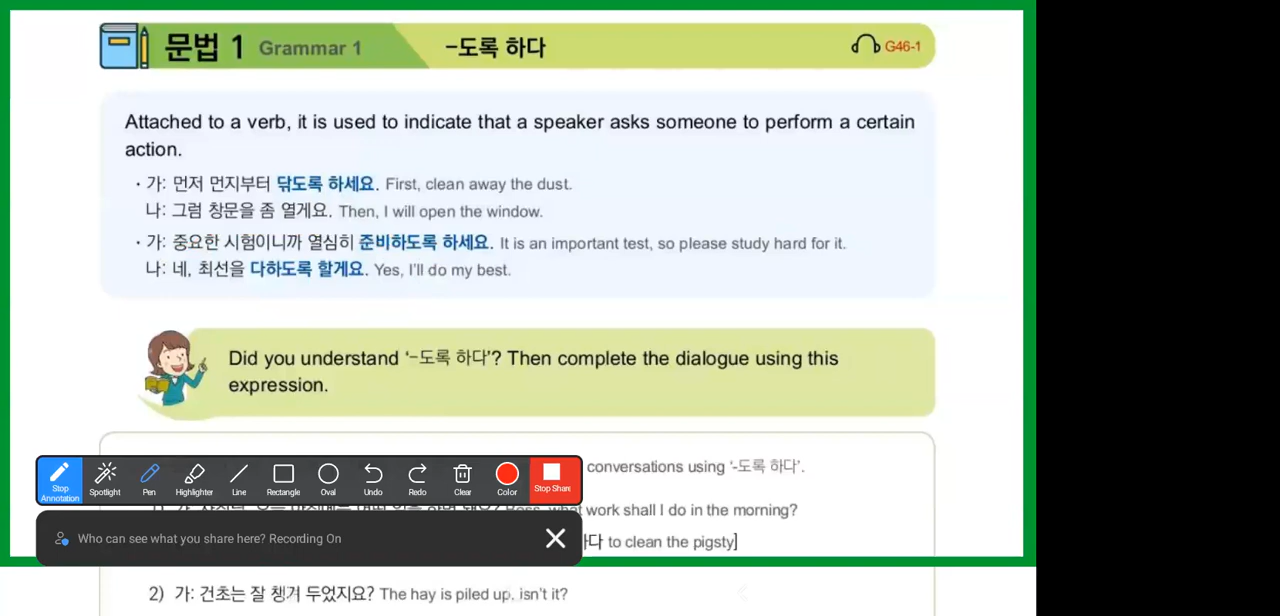 문법 1 Grammar 1 -도록 하다 G46-1
Attached to a verb, it is used to indicate that a speaker asks someone to perform a certain
action.
· 가: 먼저 먼지부터 닦도록 하세요. First, clean away the dust.
나: 그럼 창문을 좀 열게요. Then, I will open the window.
· 가: 중요한 시험이니까 열심히 준비하도록 하세요. It is an important test, so please study hard for it.
나: 네, 최선을 다하도록 할게요. Yes, I'll do my best.
Did you understand '-도록 하다'? Then complete the dialogue using this
expression.
conversations using '-도록 하다'.
Stop Annotation Spotlight Pen Highlighter Line Rectangle Oval Undo Redo Clear Color Stop Share
what work shall I do in the morning?
Who can see what you share here? Recording On
하다 to clean the pigsty]
2) 가: 건초는 잘 챙겨 두었지요? The hay is piled up, isn't it?